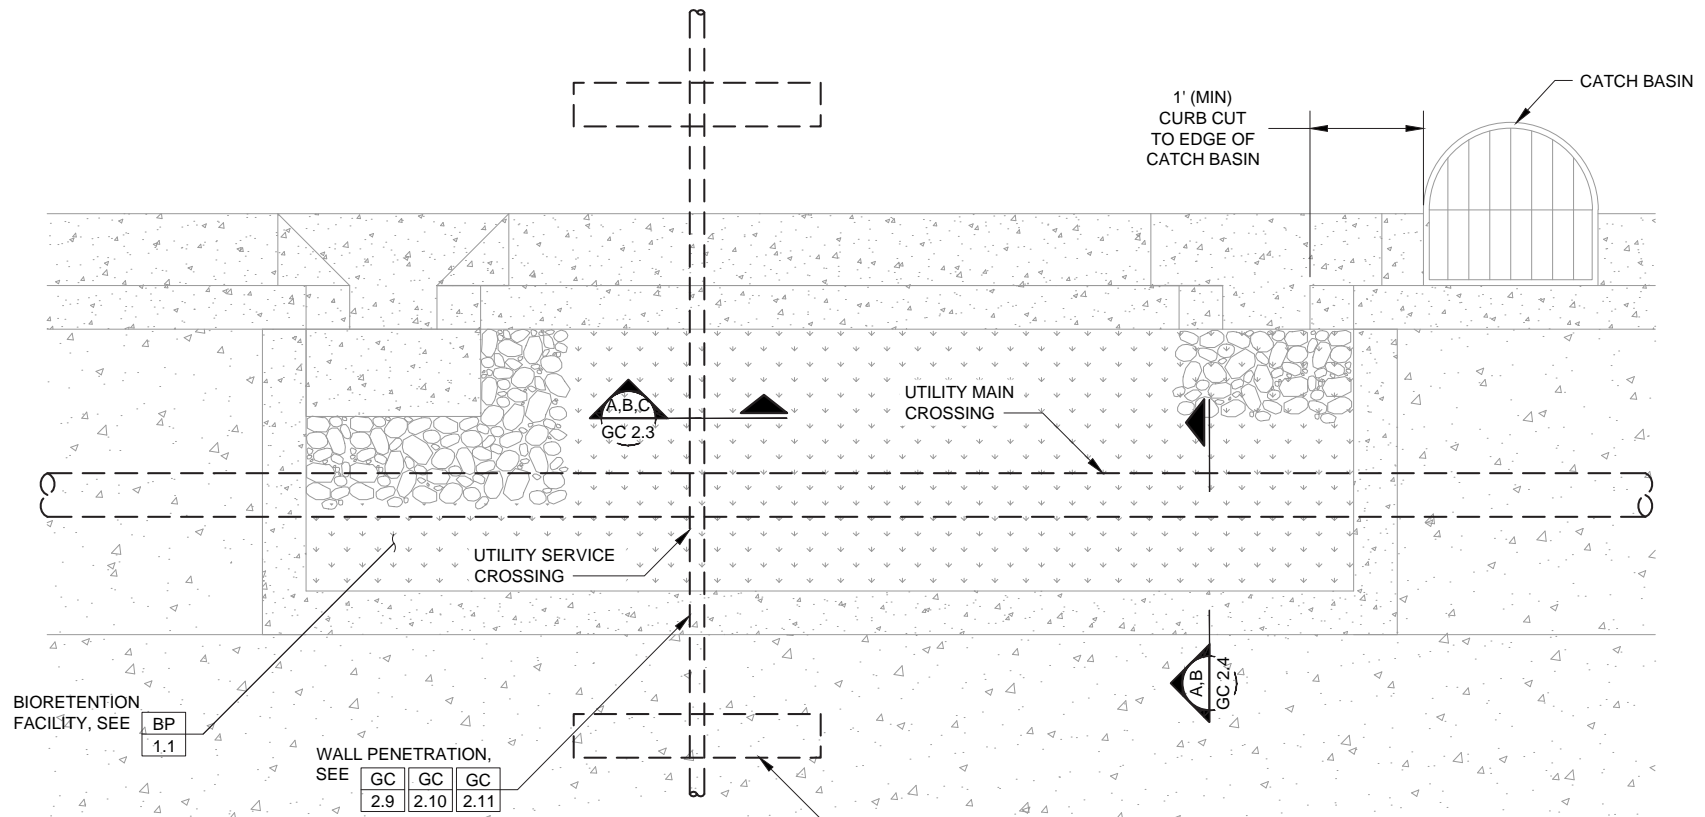 CATCH BASIN
1' (MIN)
CURB CUT
TO EDGE OF
CATCH BASIN
A,B,C
GC 2.3
UTILITY MAIN
CROSSING
UTILITY SERVICE
CROSSING
A,B
GC 2.4
BIORETENTION
FACILITY, SEE
BP
1.1
WALL PENETRATION,
SEE
GC GC GC
2.9 2.10 2.11